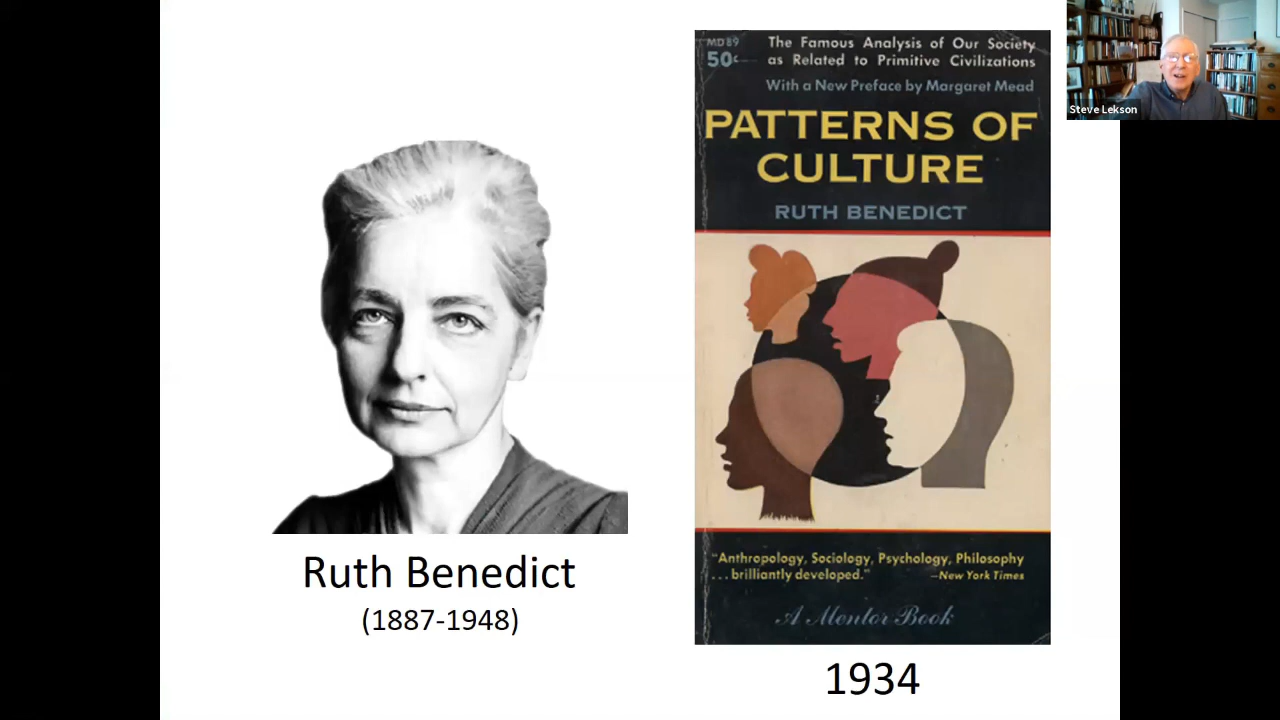 Ruth Benedict
(1887-1948)
MD89
50¢
The Famous Analysis of Our Society
as Related to Primitive Civilizations
With a New Preface by Margaret Mead
PATTERNS OF
CULTURE
RUTH BENEDICT
"Anthropology, Sociology, Psychology, Philosophy
...brilliantly developed."
—New York Times
A Mentor Book
1934
Steve Lekson